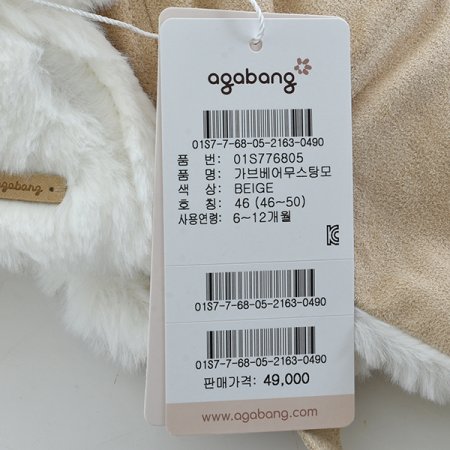 agabang
01S7-7-68-05-2163-0490
품 번: 01S776805
품 명: 가브베어무스탕모
색 상: BEIGE
호 칭: 46 (46~50)
사용연령: 6~12개월
01S7-7-68-05-2163-0490
01S7-7-68-05-2163-0490
판매가격: 49,000
www.agabang.com
agabang